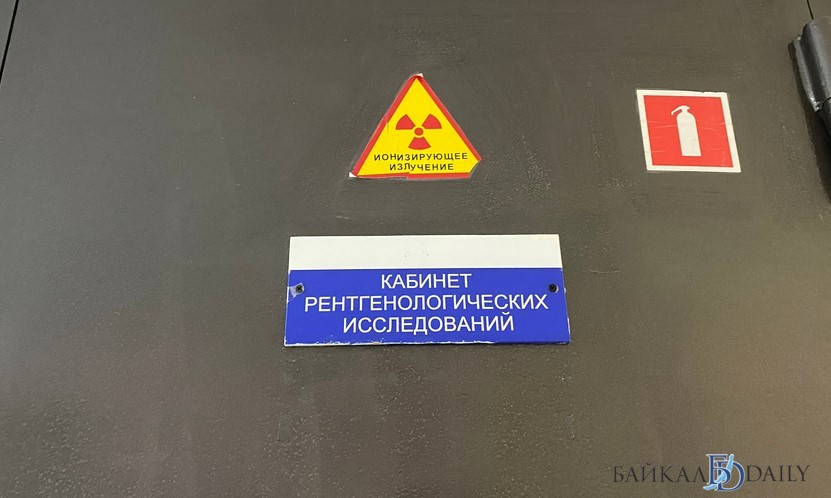 ИОНИЗИРУЮЩЕЕ
ИЗЛУЧЕНИЕ
КАБИНЕТ
РЕНТГЕНОЛОГИЧЕСКИХ
ИССЛЕДОВАНИЙ
БАЙКАЛ DAILY